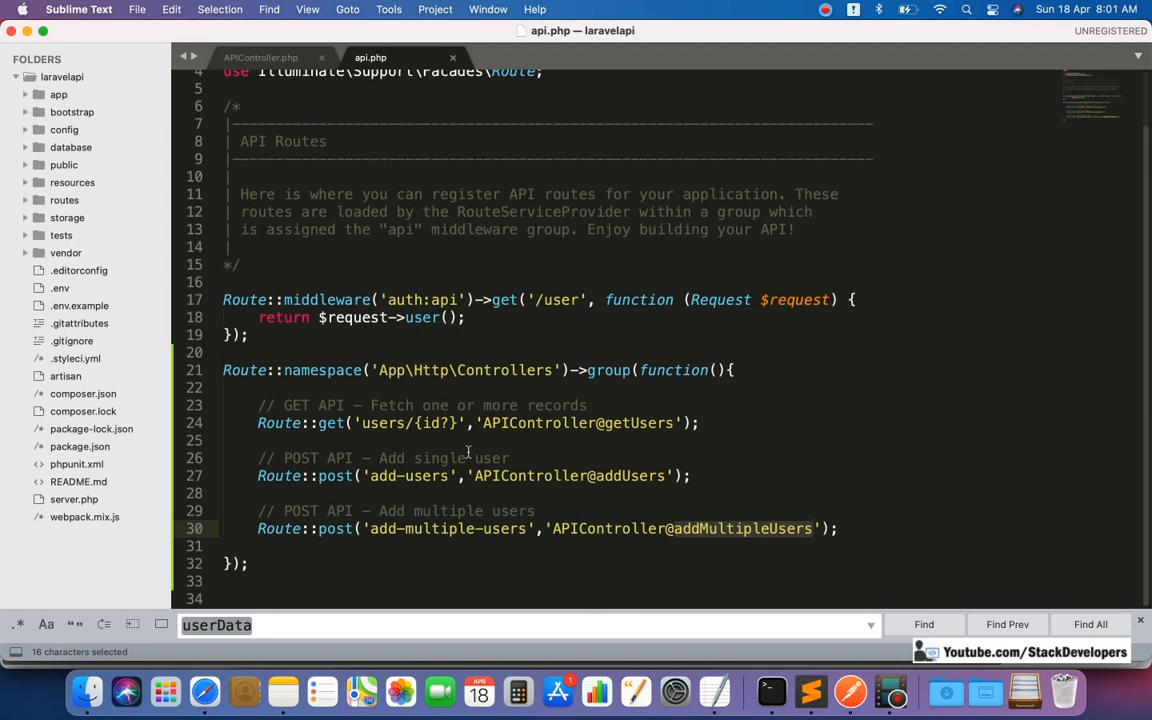 Sublime Text File Edit Selection Find View Goto Tools Project Window Help Sun 18 Apr 8:01 AM
api.php — laravelapi UNREGISTERED
FOLDERS
laravelapi
app
bootstrap
config
database
public
resources
routes
storage
tests
vendor
.editorconfig
.env
.env.example
.gitattributes
.gitignore
.styleci.yml
artisan
composer.json
composer.lock
package-lock.json
package.json
phpunit.xml
README.md
server.php
webpack.mix.js
APIController.php × api.php ×
4 use Illuminate\Support\Facades\Route;
5
6 /*
7 |--------------------------------------------------------------------------
8 | API Routes
9 |--------------------------------------------------------------------------
10 |
11 | Here is where you can register API routes for your application. These
12 | routes are loaded by the RouteServiceProvider within a group which
13 | is assigned the "api" middleware group. Enjoy building your API!
14 |
15 */
16
17 Route::middleware('auth:api')->get('/user', function (Request $request) {
18 return $request->user();
19 });
20
21 Route::namespace('App\Http\Controllers')->group(function(){
22
23 // GET API - Fetch one or more records
24 Route::get('users/{id?}','APIController@getUsers');
25
26 // POST API - Add single user
27 Route::post('add-users','APIController@addUsers');
28
29 // POST API - Add multiple users
30 Route::post('add-multiple-users','APIController@addMultipleUsers');
31
32 });
33
34
.* Aa “” userData Find Find Prev Find All ×
16 characters selected
Youtube.com/StackDevelopers
APR
18
1